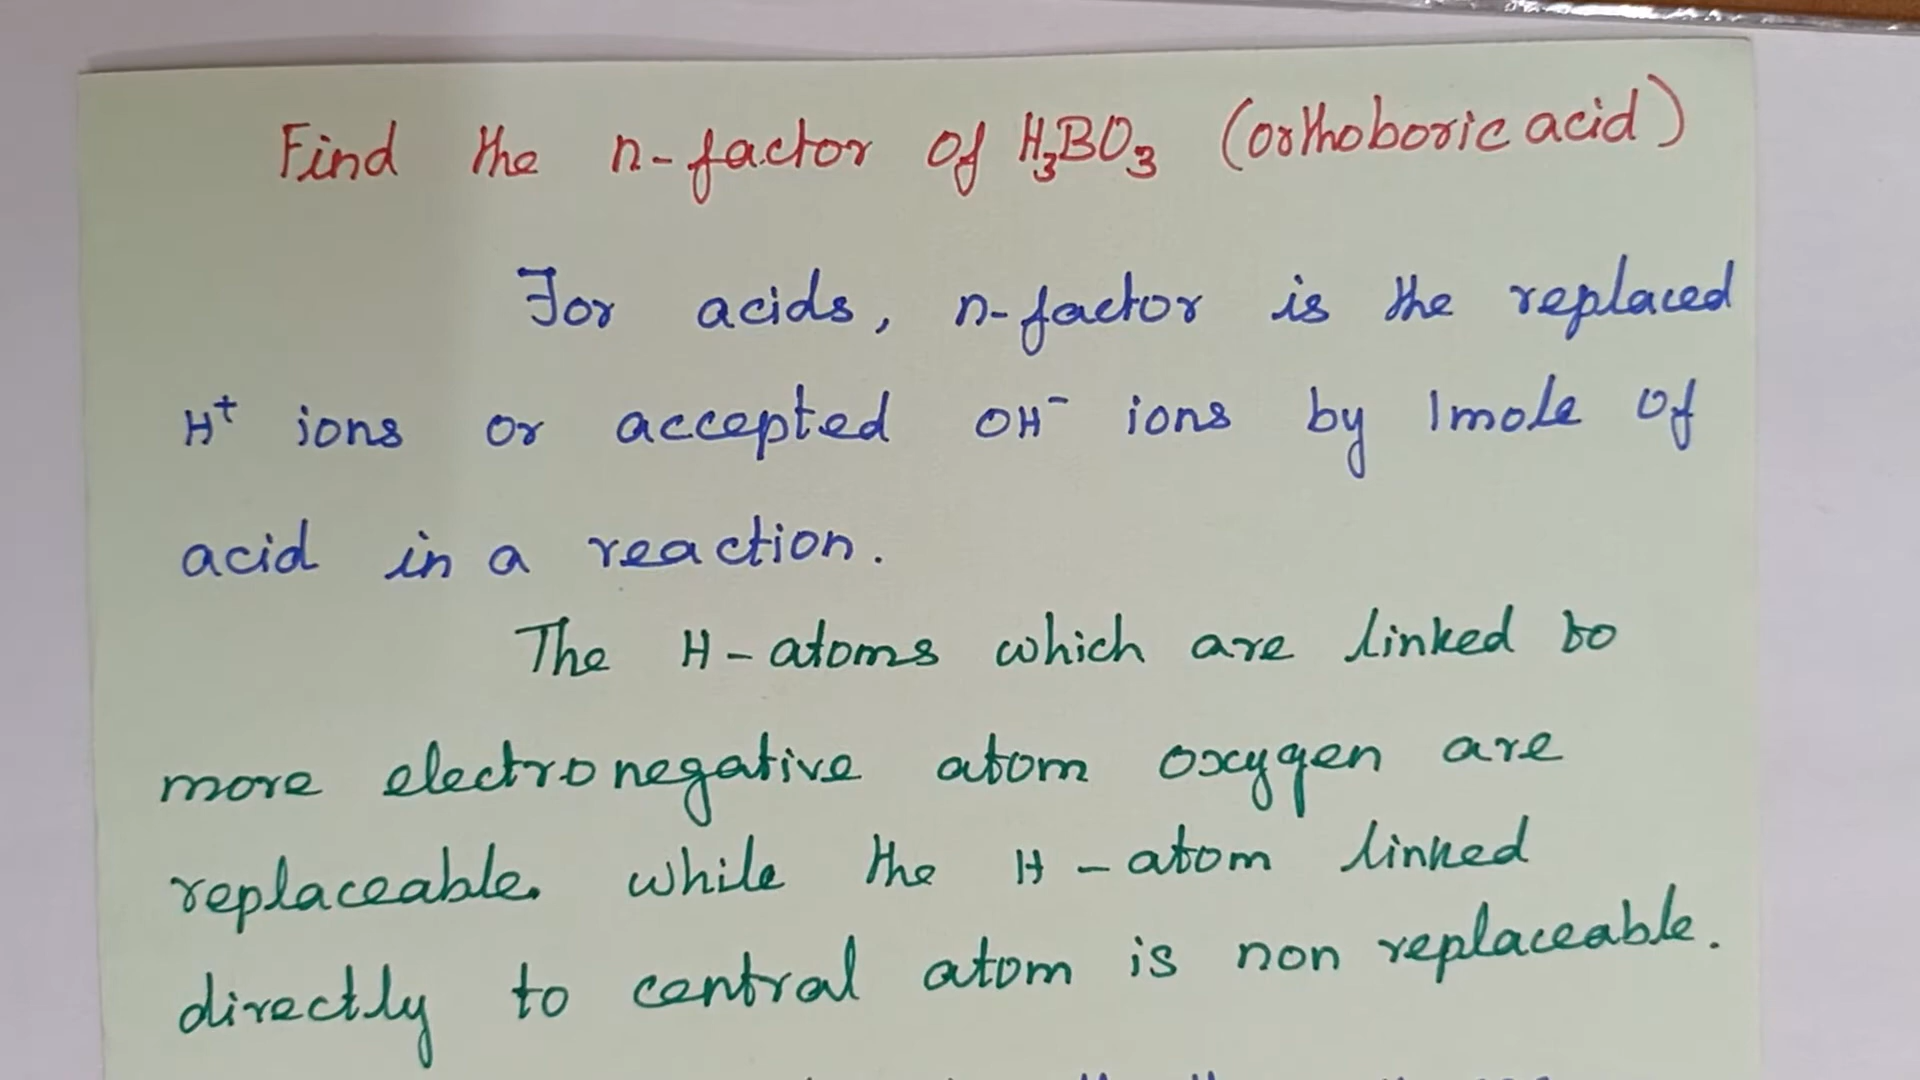 Find the n-factor of H₃BO₃ (orthoboric acid)
For acids, n-factor is the replaced
H⁺ ions or accepted OH⁻ ions by 1mole of
acid in a reaction.
The H-atoms which are linked to
more electronegative atom oxygen are
replaceable. while the H-atom linked
directly to central atom is non replaceable.